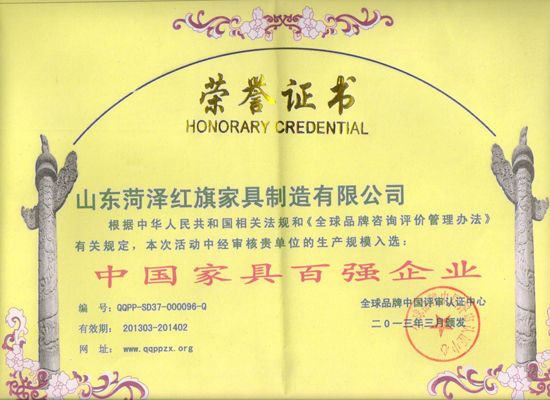 荣誉证书
HONORARY CREDENTIAL
山东菏泽红旗家具制造有限公司
根据中华人民共和国相关法规和《全球品牌咨询评价管理办法》
有关规定，本次活动中经审核贵单位的生产规模入选：
中国家具百强企业
编 号：QQPP-SD37-000096-Q
全球品牌中国评审认证中心
有效期：201303-201402
二〇一三年三月颁发
网 址：www.qqppzx.org